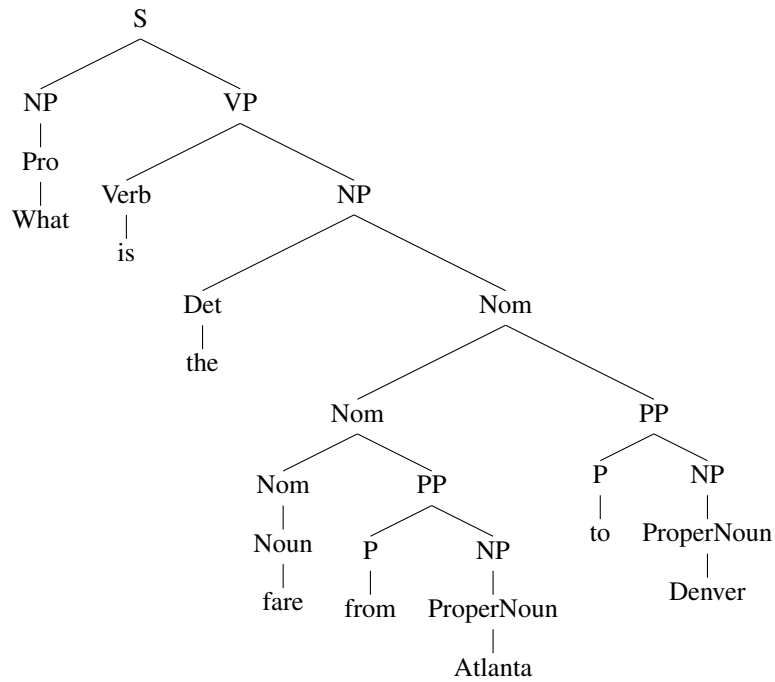 S
NP VP
Pro
Verb NP
What
is
Det Nom
the
Nom PP
P NP
Nom PP
to ProperNoun
Noun
P NP
Denver
fare from ProperNoun
Atlanta